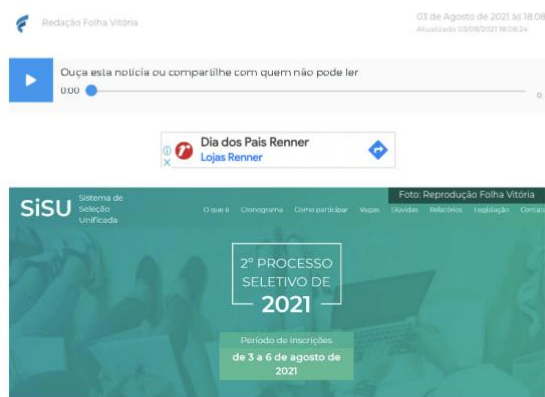 Redação Folha Vitória
03 de Agosto de 2021 às 18:08
Atualizado 03/08/2021 18:08:24
Ouça esta notícia ou compartilhe com quem não pode ler
0:00
0
Dia dos Pais Renner
Lojas Renner
Foto: Reprodução Folha Vitória
SiSU
Sistema de
Seleção
Unificada
O que é Cronograma Como participar Vagas Dúvidas Relatórios Legislação Contato
2º PROCESSO
SELETIVO DE
2021
Período de inscrições
de 3 a 6 de agosto de
2021